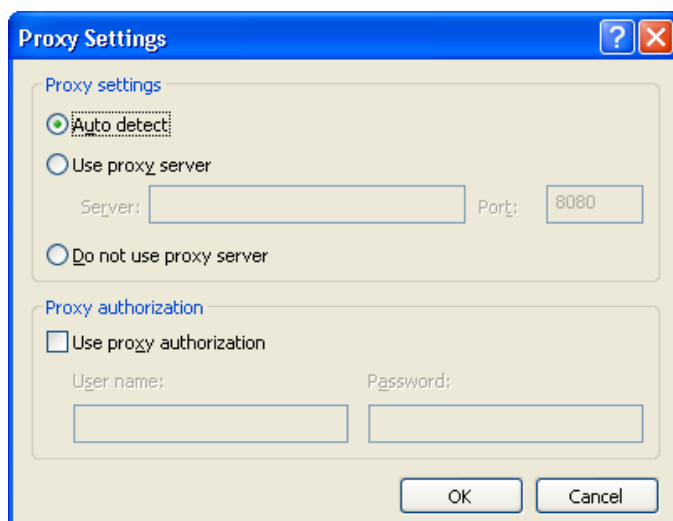 Proxy Settings
Proxy settings
Auto detect
Use proxy server
Server: Port: 8080
Do not use proxy server
Proxy authorization
Use proxy authorization
User name: Password:
OK Cancel